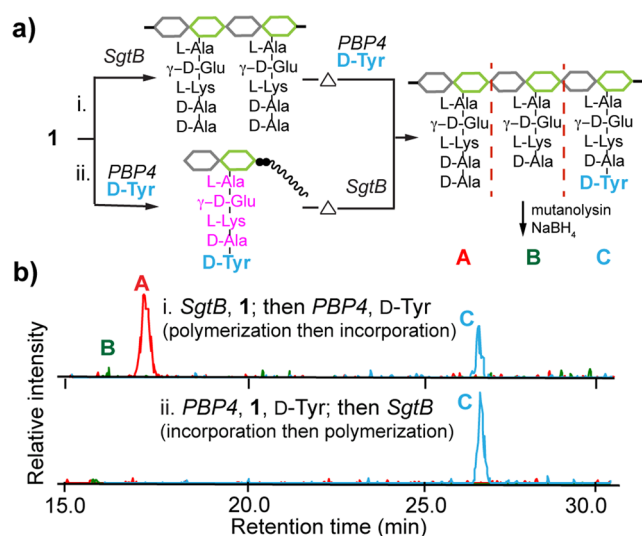 a)
SgtB
i.
1
ii.
PBP4
D-Tyr
L-Ala L-Ala
γ-D-Glu γ-D-Glu
L-Lys L-Lys
D-Ala D-Ala
D-Ala D-Ala
L-Ala
γ-D-Glu
L-Lys
D-Ala
D-Tyr
PBP4
D-Tyr
SgtB
L-Ala L-Ala L-Ala
γ-D-Glu γ-D-Glu γ-D-Glu
L-Lys L-Lys L-Lys
D-Ala D-Ala D-Ala
D-Ala D-Tyr
mutanolysin
NaBH4
A B C
b)
Relative intensity
A
B
C
i. SgtB, 1; then PBP4, D-Tyr
(polymerization then incorporation)
ii. PBP4, 1, D-Tyr; then SgtB
(incorporation then polymerization)
C
15.0 20.0 25.0 30.0
Retention time (min)